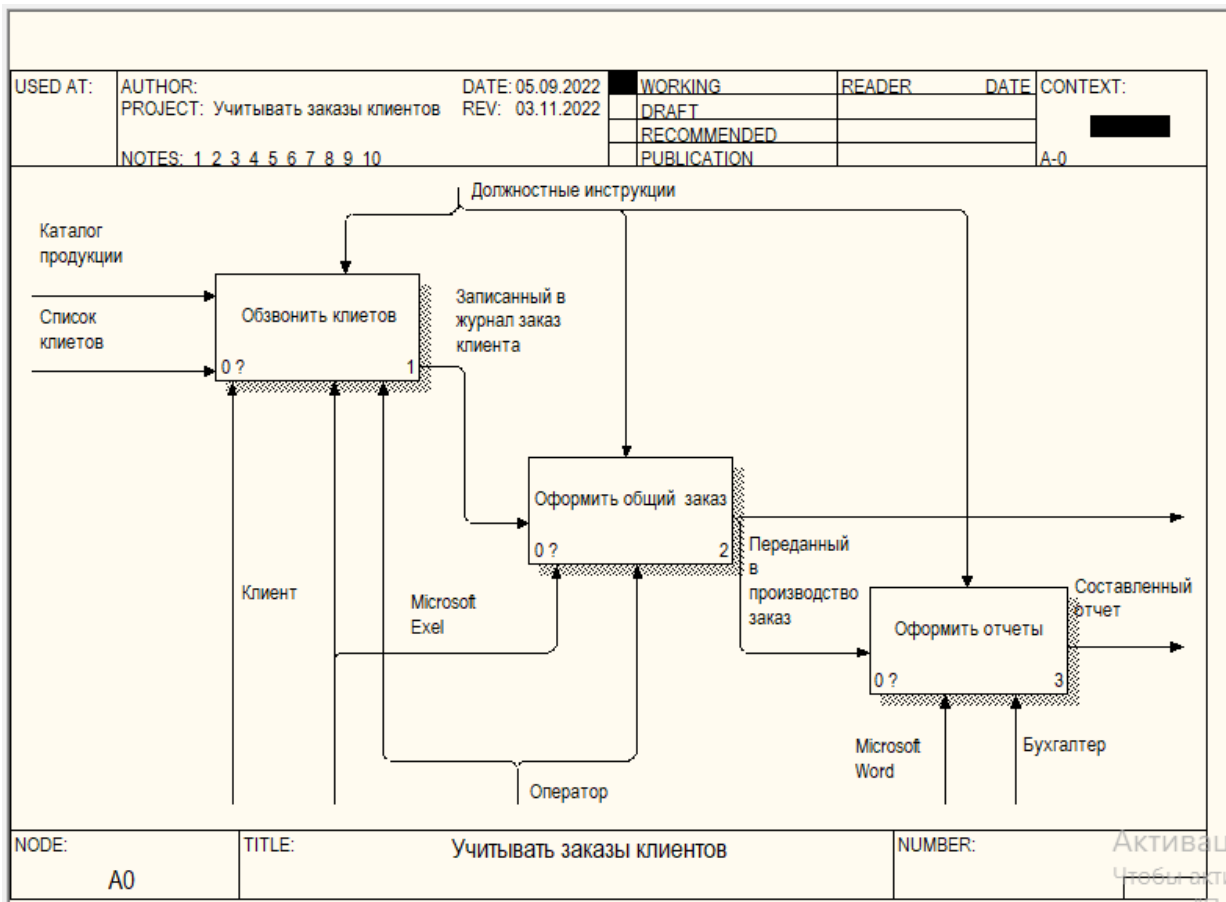 USED AT:
AUTHOR:
DATE: 05.09.2022
PROJECT: Учитывать заказы клиентов
REV: 03.11.2022
NOTES: 1 2 3 4 5 6 7 8 9 10
WORKING
DRAFT
RECOMMENDED
PUBLICATION
READER
DATE
CONTEXT:
A-0
Должностные инструкции
Каталог
продукции
Список
клиетов
Обзвонить клиетов
0 ?
1
Записанный в
журнал заказ
клиента
Оформить общий заказ
0 ?
2
Переданный
в
производство
заказ
Клиент
Microsoft
Exel
Оформить отчеты
0 ?
3
Составленный
отчет
Microsoft
Word
Бухгалтер
Оператор
NODE:
A0
TITLE:
Учитывать заказы клиентов
NUMBER:
Активац
Чтобы акти